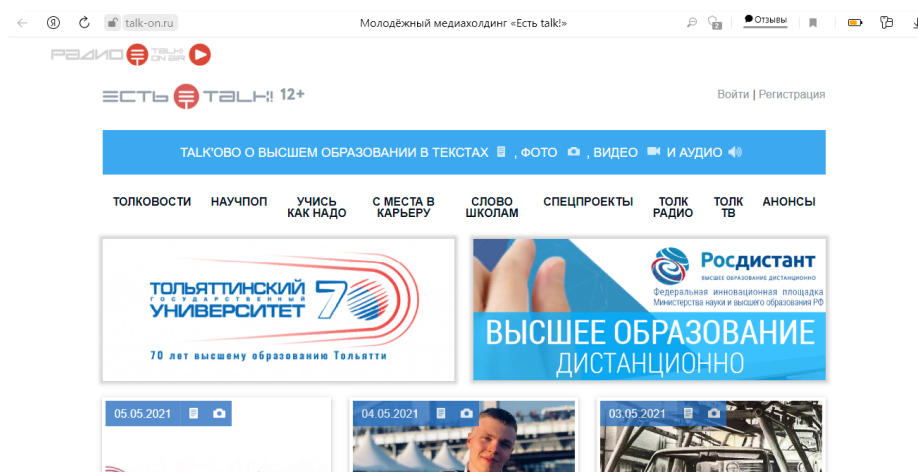 talk-on.ru
Молодёжный медиахолдинг «Есть talk!»
2
Отзывы
РАДИО TALK! ON AIR
ЕСТЬ TALK! 12+
Войти | Регистрация
TALK'ОВО О ВЫСШЕМ ОБРАЗОВАНИИ В ТЕКСТАХ , ФОТО , ВИДЕО И АУДИО
ТОЛКОВОСТИ НАУЧПОП УЧИСЬ КАК НАДО С МЕСТА В КАРЬЕРУ СЛОВО ШКОЛАМ СПЕЦПРОЕКТЫ ТОЛК РАДИО ТОЛК ТВ АНОНСЫ
ТОЛЬЯТТИНСКИЙ
ГОСУДАРСТВЕННЫЙ
УНИВЕРСИТЕТ
70
70 лет высшему образованию Тольятти
Росдистант
ВЫСШЕЕ ОБРАЗОВАНИЕ ДИСТАНЦИОННО
Федеральная инновационная площадка
Министерства науки и высшего образования РФ
ВЫСШЕЕ ОБРАЗОВАНИЕ
ДИСТАНЦИОННО
05.05.2021
04.05.2021
03.05.2021